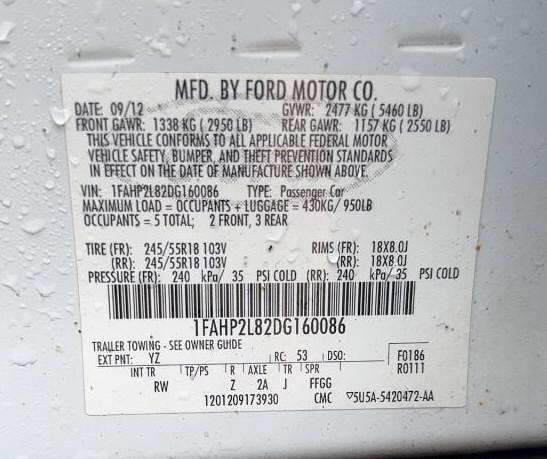 MFD. BY FORD MOTOR CO.
DATE: 09/12 GVWR: 2477 KG ( 5460 LB)
FRONT GAWR: 1338 KG ( 2950 LB) REAR GAWR: 1157 KG ( 2550 LB)
THIS VEHICLE CONFORMS TO ALL APPLICABLE FEDERAL MOTOR
VEHICLE SAFETY, BUMPER, AND THEFT PREVENTION STANDARDS
IN EFFECT ON THE DATE OF MANUFACTURE SHOWN ABOVE.
VIN: 1FAHP2L82DG160086 TYPE: Passenger Car
MAXIMUM LOAD = OCCUPANTS + LUGGAGE = 430KG/ 950LB
OCCUPANTS = 5 TOTAL; 2 FRONT, 3 REAR
TIRE (FR): 245/55R18 103V RIMS (FR): 18X8.0J
(RR): 245/55R18 103V (RR): 18X8.0J
PRESSURE (FR): 240 kPa/ 35 PSI COLD (RR): 240 kPa/ 35 PSI COLD
1FAHP2L82DG160086
TRAILER TOWING - SEE OWNER GUIDE
EXT PNT: YZ RC: 53 DSO: F0186
INT TR TP/PS R AXLE TR SPR R0111
RW Z 2A J FFGG
1201209173930 CMC ▽5U5A-5420472-AA